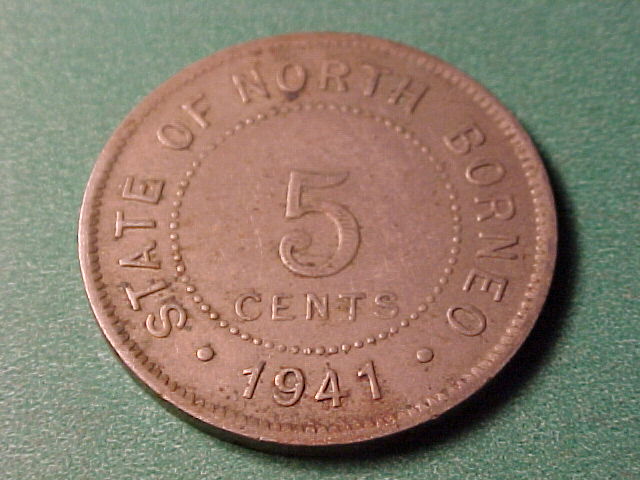 STATE OF NORTH BORNEO
5
CENTS
• 1941 •